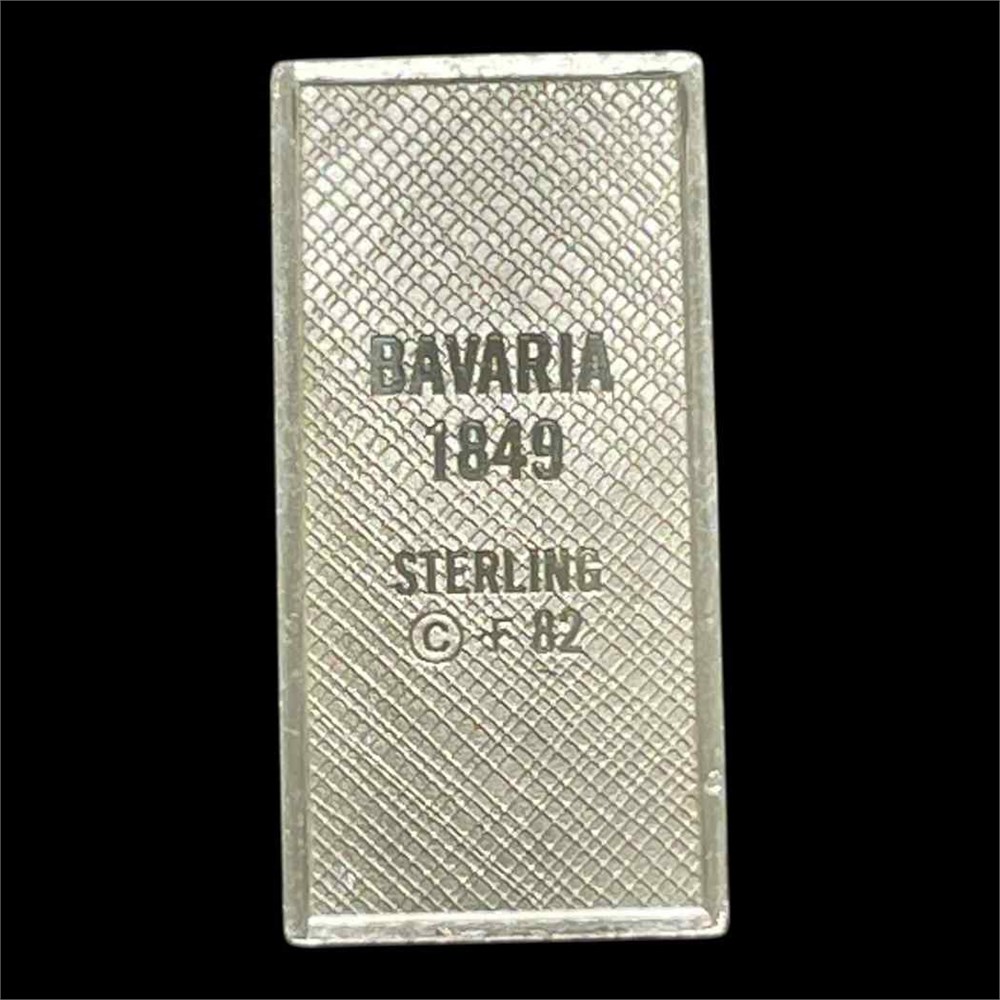 BAVARIA
1849
STERLING
© F 82